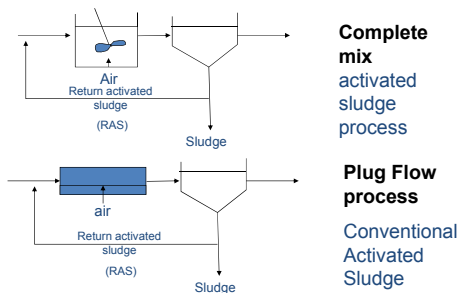 Complete
mix
activated
sludge
process
Air
Return activated
sludge
(RAS)
Sludge
Plug Flow
process
Conventional
Activated
Sludge
air
Return activated
sludge
(RAS)
Sludge